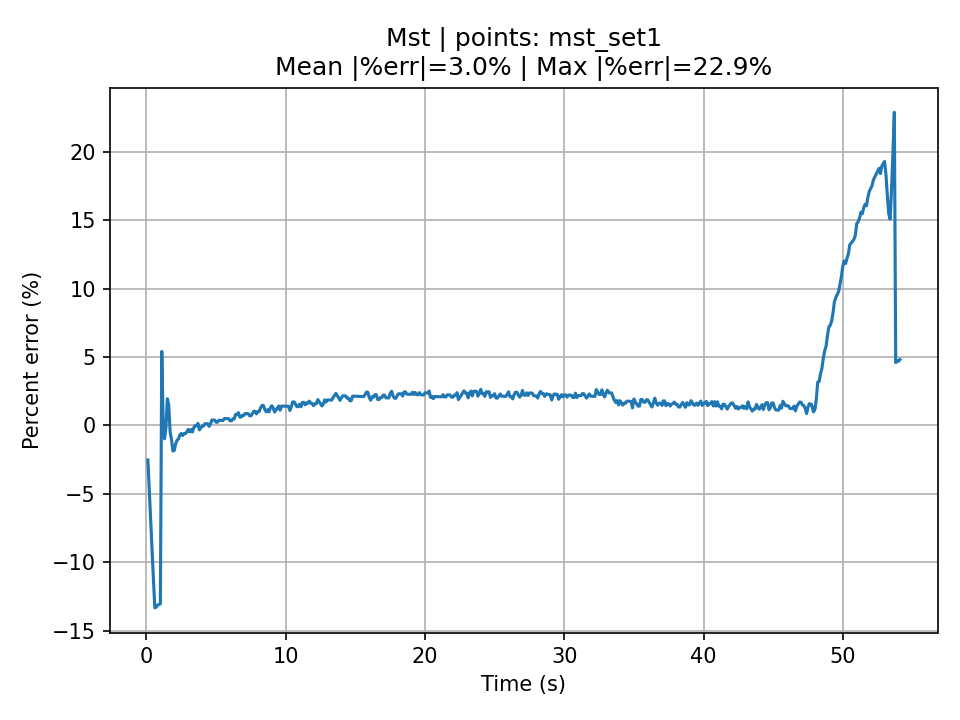 Mst | points: mst_set1
Mean |%err|=3.0% | Max |%err|=22.9%
Percent error (%)
20
15
10
5
0
−5
−10
−15
0 10 20 30 40 50
Time (s)